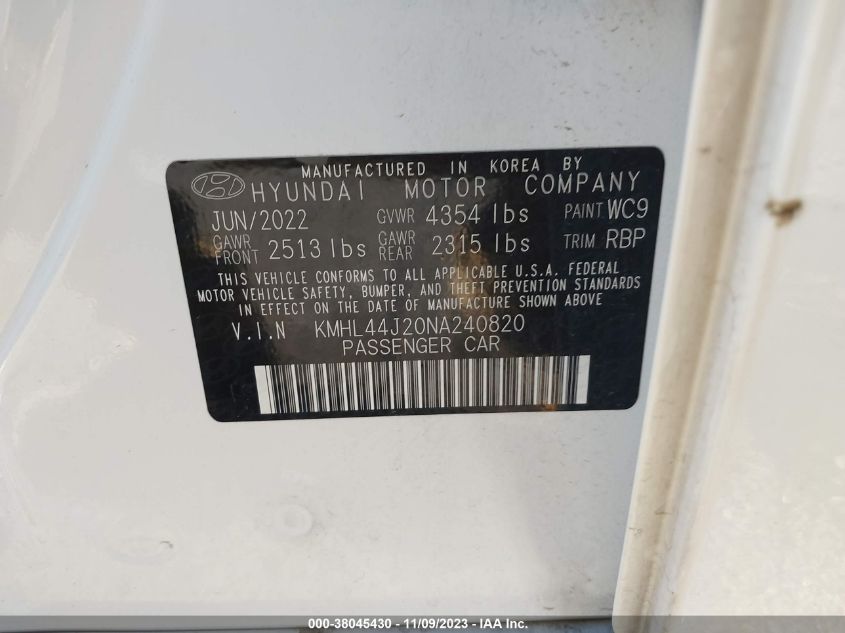 MANUFACTURED IN KOREA BY
HYUNDAI MOTOR COMPANY
JUN/2022 GVWR 4354 lbs PAINT WC9
GAWR FRONT 2513 lbs GAWR REAR 2315 lbs TRIM RBP
THIS VEHICLE CONFORMS TO ALL APPLICABLE U.S.A. FEDERAL
MOTOR VEHICLE SAFETY, BUMPER, AND THEFT PREVENTION STANDARDS
IN EFFECT ON THE DATE OF MANUFACTURE SHOWN ABOVE
V.I.N KMHL44J20NA240820
PASSENGER CAR
000-38045430 - 11/09/2023 - IAA Inc.